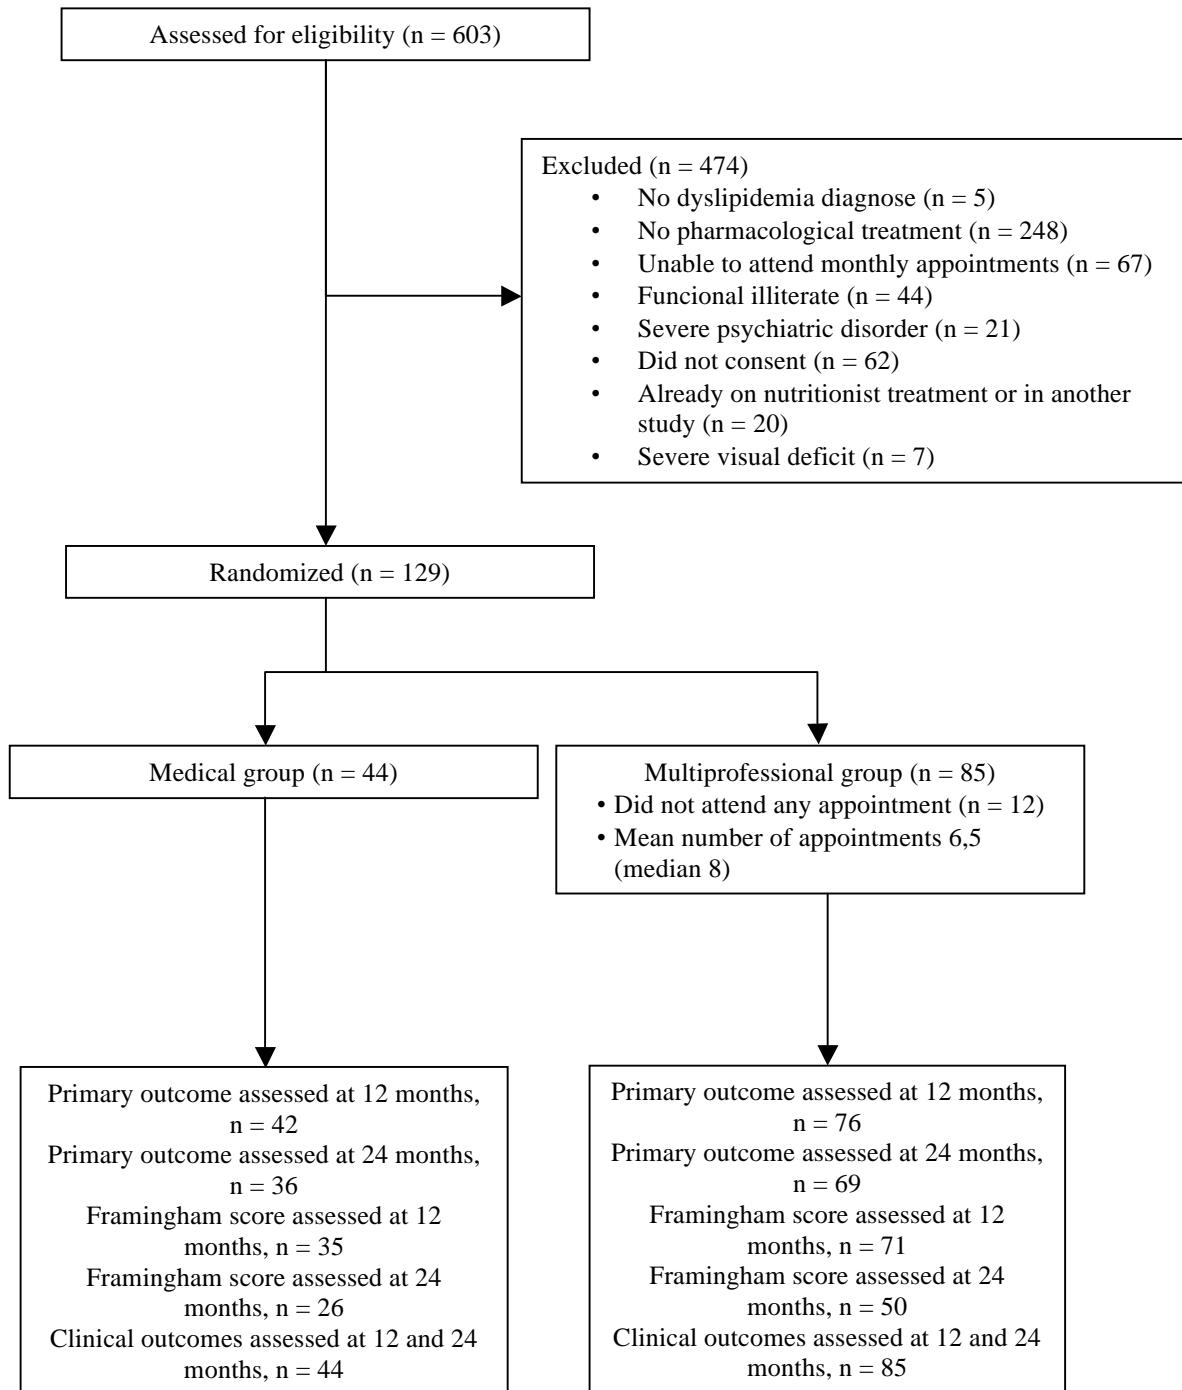 Assessed for eligibility (n = 603)
Excluded (n = 474)
• No dyslipidemia diagnose (n = 5)
• No pharmacological treatment (n = 248)
• Unable to attend monthly appointments (n = 67)
• Funcional illiterate (n = 44)
• Severe psychiatric disorder (n = 21)
• Did not consent (n = 62)
• Already on nutritionist treatment or in another
study (n = 20)
• Severe visual deficit (n = 7)
Randomized (n = 129)
Medical group (n = 44)
Multiprofessional group (n = 85)
• Did not attend any appointment (n = 12)
• Mean number of appointments 6,5
(median 8)
Primary outcome assessed at 12 months,
n = 42
Primary outcome assessed at 24 months,
n = 36
Framingham score assessed at 12
months, n = 35
Framingham score assessed at 24
months, n = 26
Clinical outcomes assessed at 12 and 24
months, n = 44
Primary outcome assessed at 12 months,
n = 76
Primary outcome assessed at 24 months,
n = 69
Framingham score assessed at 12
months, n = 71
Framingham score assessed at 24
months, n = 50
Clinical outcomes assessed at 12 and 24
months, n = 85